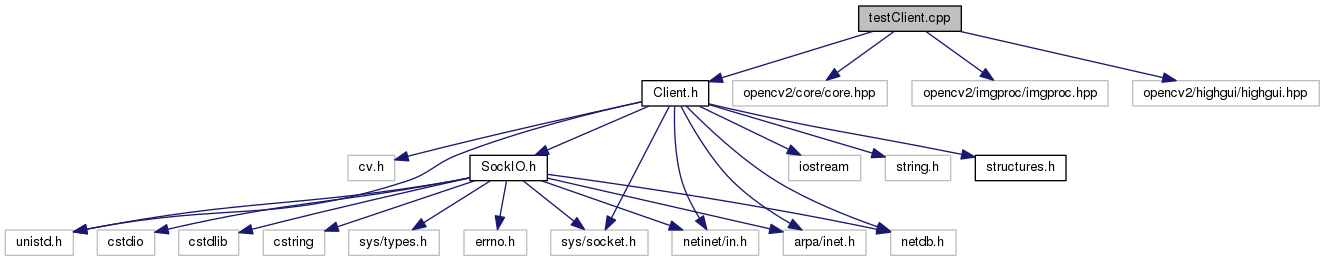 testClient.cpp
Client.h
opencv2/core/core.hpp
opencv2/imgproc/imgproc.hpp
opencv2/highgui/highgui.hpp
cv.h
SockIO.h
iostream
string.h
structures.h
unistd.h
cstdio
cstdlib
cstring
sys/types.h
errno.h
sys/socket.h
netinet/in.h
arpa/inet.h
netdb.h